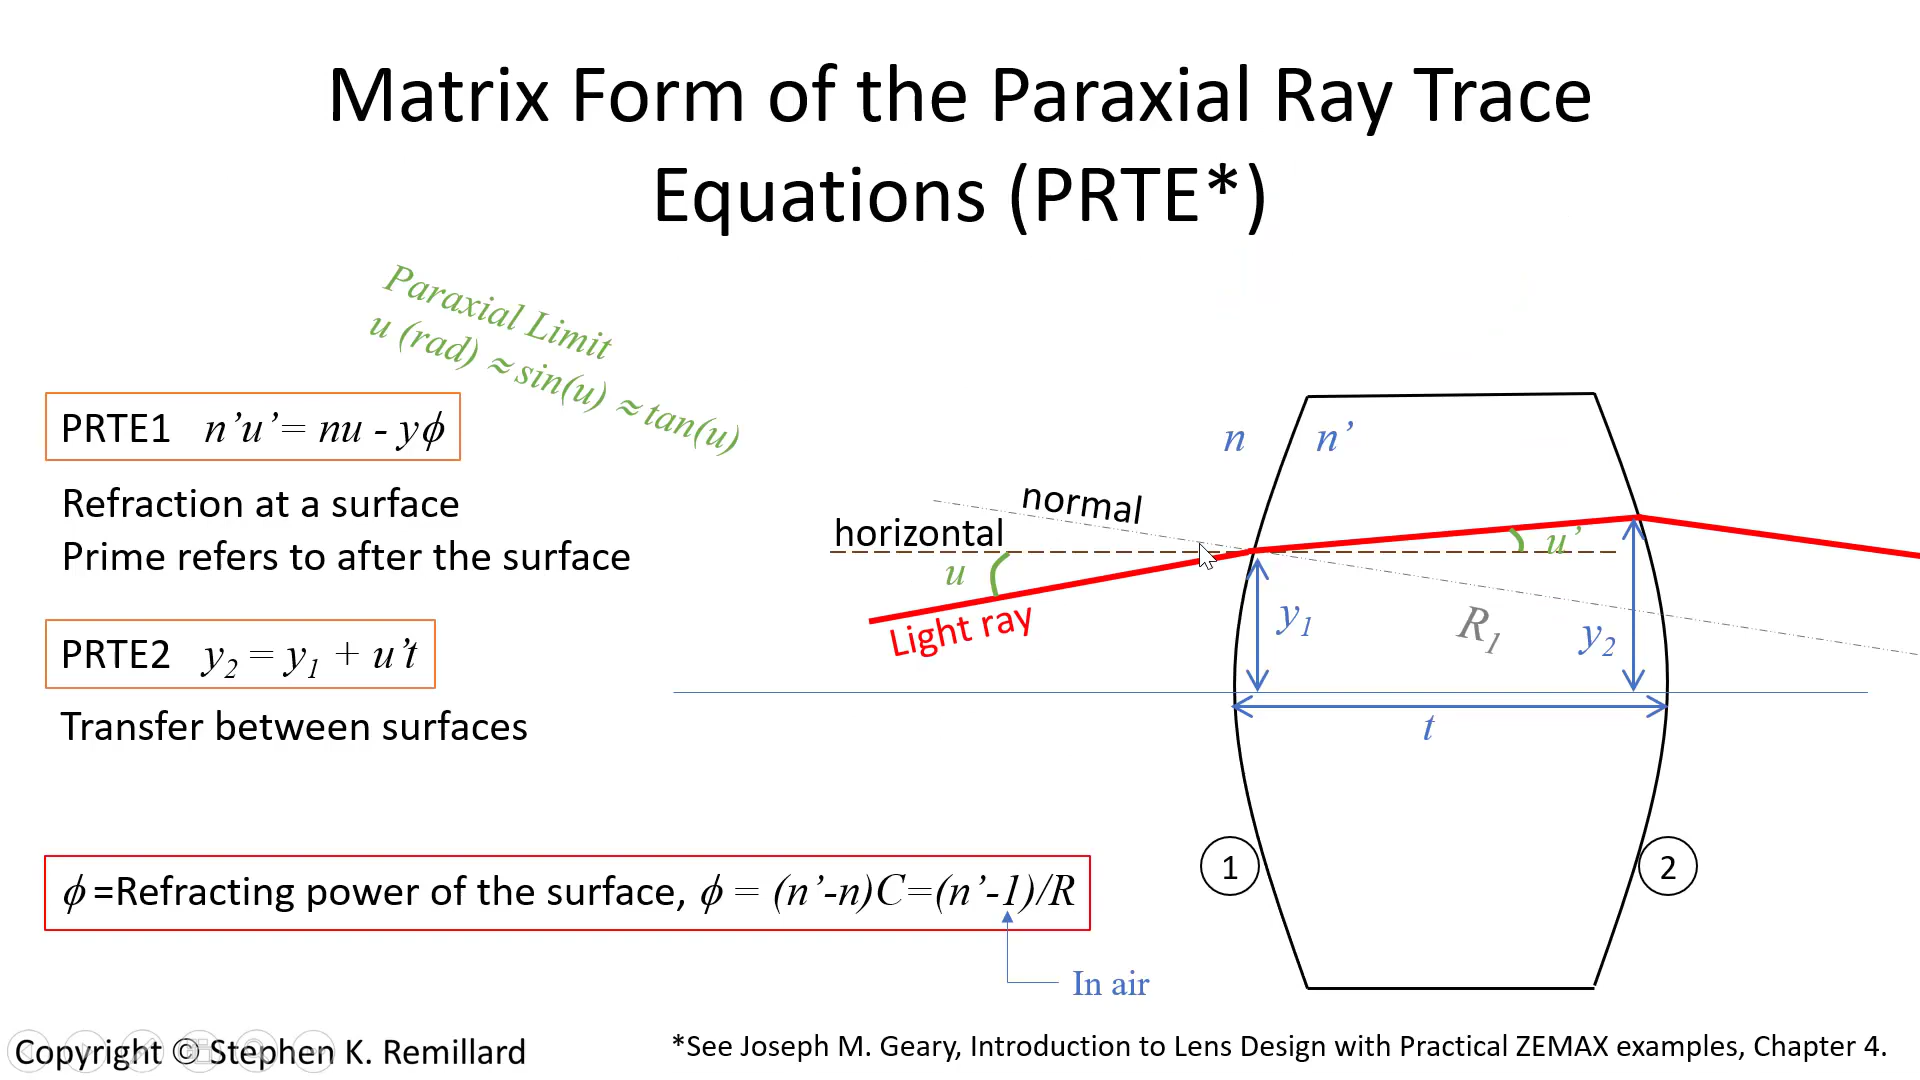 Matrix Form of the Paraxial Ray Trace
Equations (PRTE*)
Paraxial Limit
u (rad) ≈ sin(u) ≈ tan(u)
PRTE1 n’u’= nu - yϕ
Refraction at a surface
Prime refers to after the surface
PRTE2 y₂ = y₁ + u’t
Transfer between surfaces
n
n’
normal
horizontal
u
u’
Light ray
y₁
R₁
y₂
t
1
2
ϕ =Refracting power of the surface, ϕ = (n’-n)C=(n’-1)/R
In air
Copyright © Stephen K. Remillard
*See Joseph M. Geary, Introduction to Lens Design with Practical ZEMAX examples, Chapter 4.